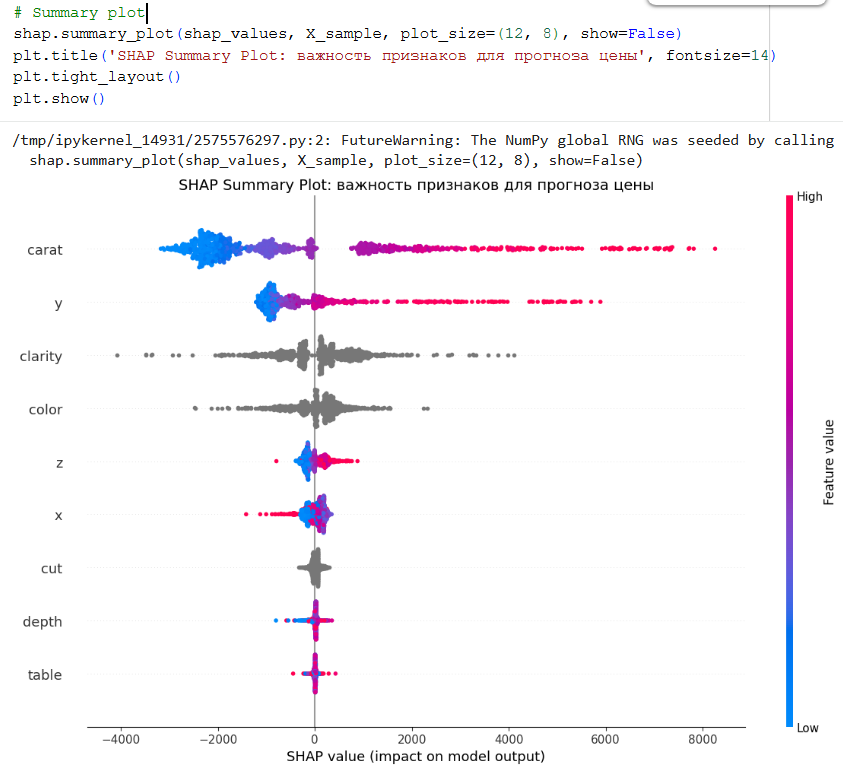 # Summary plot
shap.summary_plot(shap_values, X_sample, plot_size=(12, 8), show=False)
plt.title('SHAP Summary Plot: важность признаков для прогноза цены', fontsize=14)
plt.tight_layout()
plt.show()
/tmp/ipykernel_14931/2575576297.py:2: FutureWarning: The NumPy global RNG was seeded by calling
shap.summary_plot(shap_values, X_sample, plot_size=(12, 8), show=False)
SHAP Summary Plot: важность признаков для прогноза цены
High
carat
y
clarity
color
z
x
cut
depth
table
Feature value
Low
−4000
−2000
0
2000
4000
6000
8000
SHAP value (impact on model output)